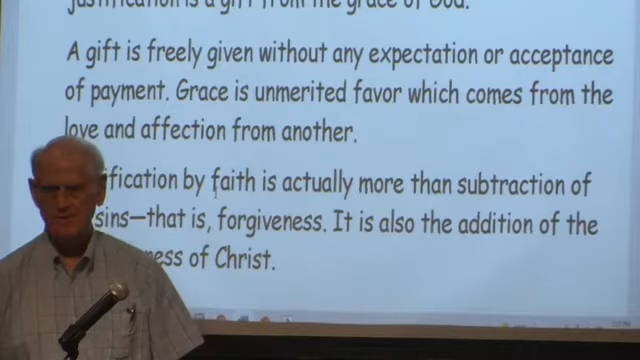 justification is a gift from the grace of God.
A gift is freely given without any expectation or acceptance
of payment. Grace is unmerited favor which comes from the
love and affection from another.
ification by faith is actually more than subtraction of
sins—that is, forgiveness. It is also the addition of the
ess of Christ.